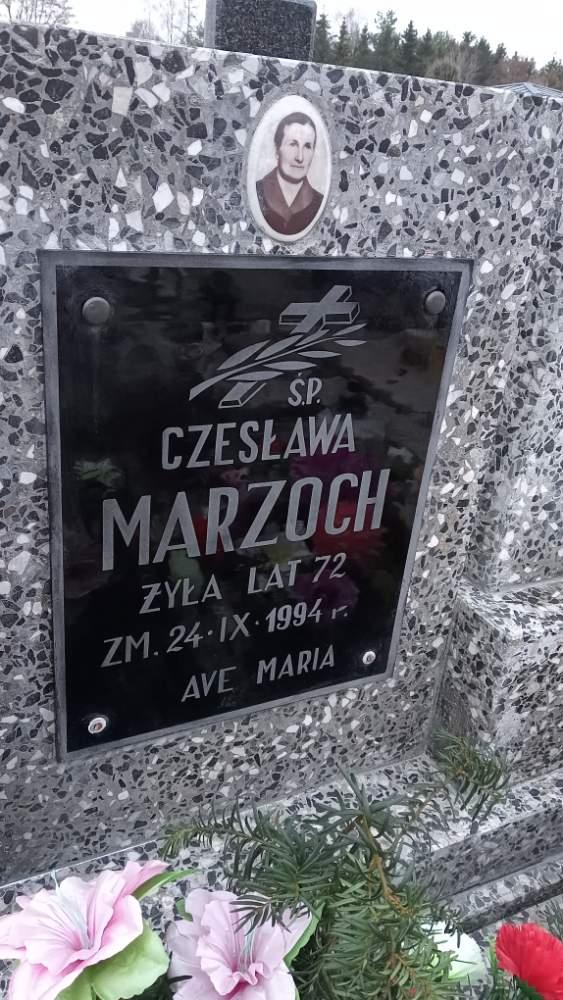 Ś.P.
CZESŁAWA
MARZOCH
ŻYŁA LAT 72
ZM. 24·IX·1994 r.
AVE MARIA